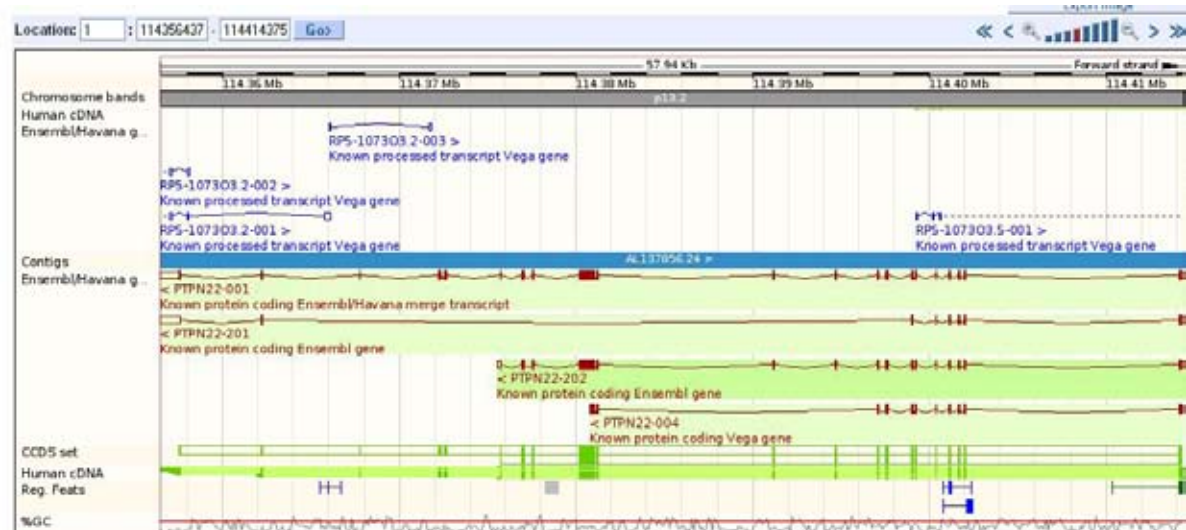 Export Image
Location: 1 : 114356437 - 114414375 Go>
57.94 Kb Forward strand
114.36 Mb 114.37 Mb 114.38 Mb 114.39 Mb 114.40 Mb 114.41 Mb
Chromosome bands p13.2
Human cDNA
Ensembl/Havana g...
RP5-1073O3.2-003 >
Known processed transcript Vega gene
RP5-1073O3.2-002 >
Known processed transcript Vega gene
RP5-1073O3.2-001 > RP5-1073O3.5-001 >
Known processed transcript Vega gene Known processed transcript Vega gene
Contigs AL137856.24 >
Ensembl/Havana g...
< PTPN22-001
Known protein coding Ensembl/Havana merge transcript
< PTPN22-201
Known protein coding Ensembl gene
< PTPN22-202
Known protein coding Ensembl gene
< PTPN22-004
Known protein coding Vega gene
CCDS set
Human cDNA
Reg. Feats
%GC